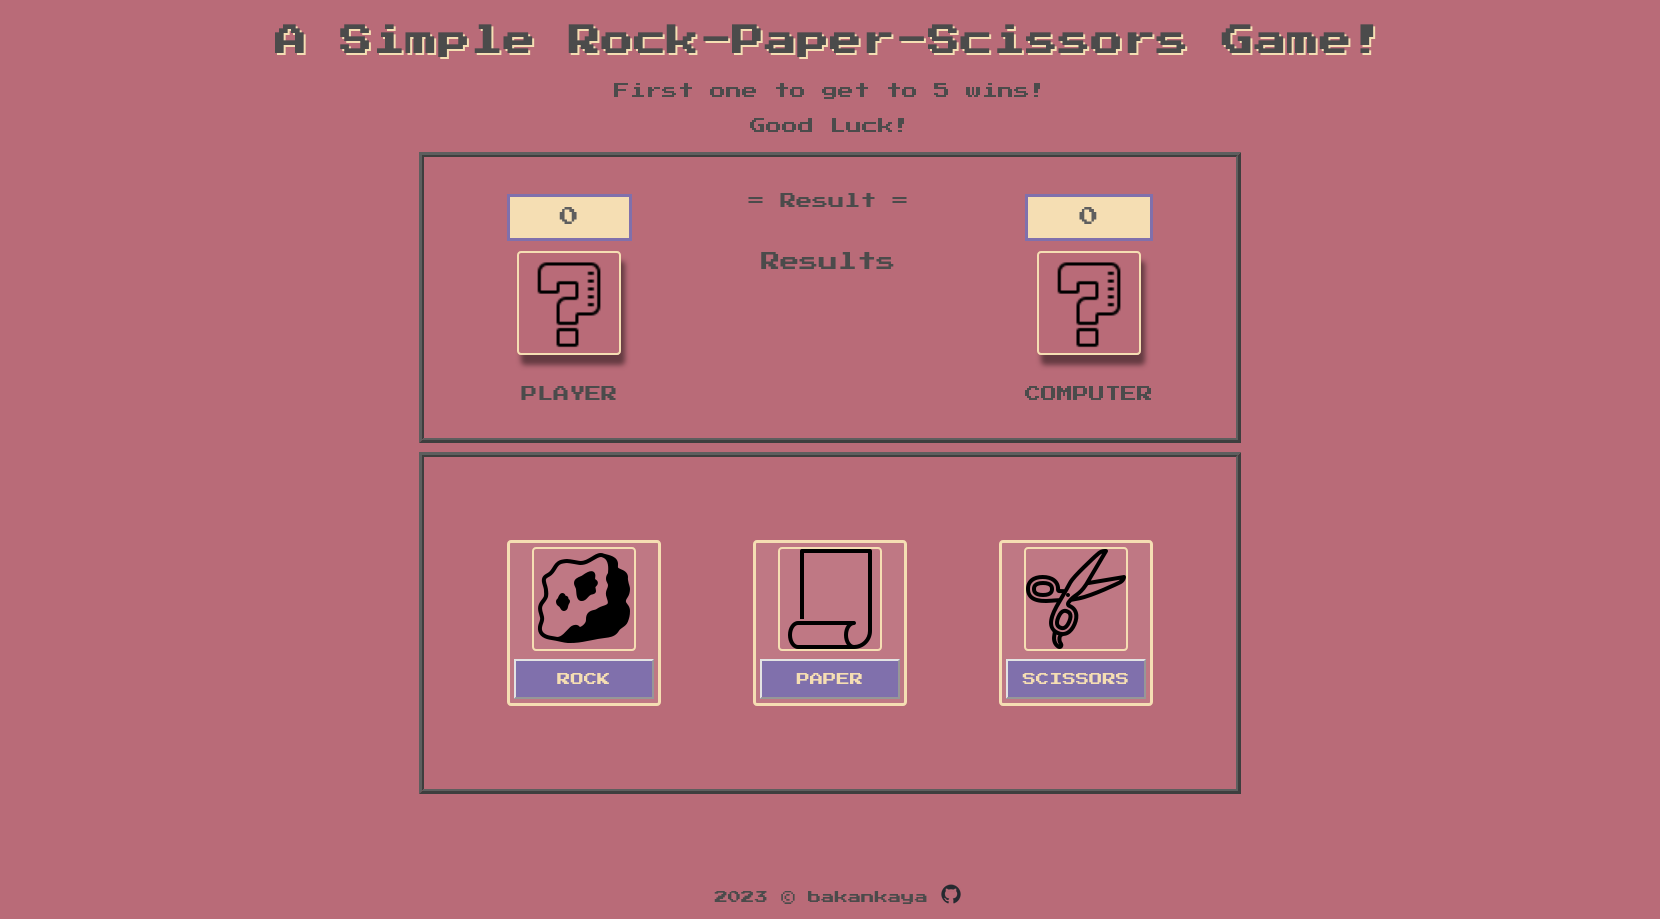 A Simple Rock-Paper-Scissors Game!
First one to get to 5 wins!
Good Luck!
0
= Result =
0
Results
PLAYER
COMPUTER
ROCK
PAPER
SCISSORS
2023 © bakankaya